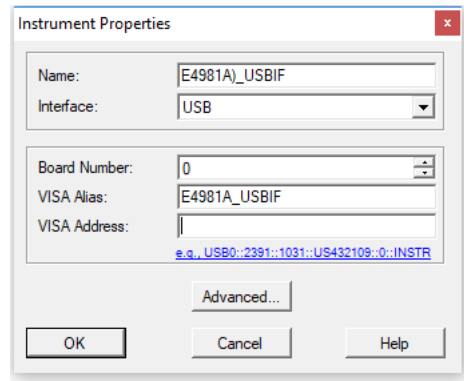 Instrument Properties
x
Name: E4981A)_USBIF
Interface: USB
Board Number: 0
VISA Alias: E4981A_USBIF
VISA Address:
e.g., USB0::2391::1031::US432109::0::INSTR
Advanced...
OK Cancel Help